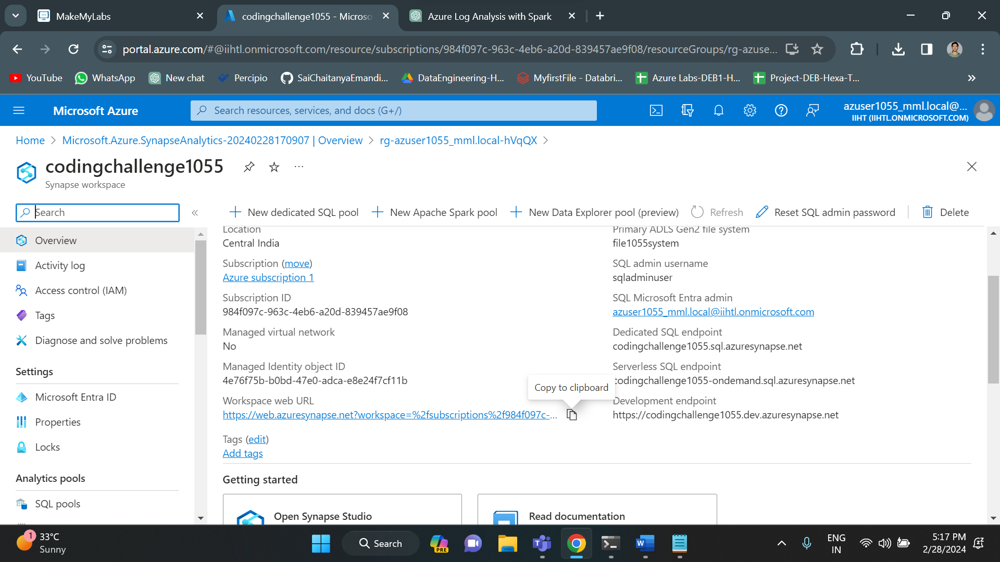 MakeMyLabs
codingchallenge1055 - Microso
Azure Log Analysis with Spark
portal.azure.com/#@iihtl.onmicrosoft.com/resource/subscriptions/984f097c-963c-4eb6-a20d-839457ae9f08/resourceGroups/rg-azuse...
YouTube
WhatsApp
New chat
Percipio
SaiChaitanyaEmandi...
DataEngineering-H...
MyfirstFile - Databri...
Azure Labs-DEB1-H...
Project-DEB-Hexa-T...
Microsoft Azure
Search resources, services, and docs (G+/)
azuser1055_mml.local@...
IIHT (IIHTL.ONMICROSOFT.COM)
Home > Microsoft.Azure.SynapseAnalytics-20240228170907 | Overview > rg-azuser1055_mml.local-hVqQX >
codingchallenge1055
Synapse workspace
Search
New dedicated SQL pool
New Apache Spark pool
New Data Explorer pool (preview)
Refresh
Reset SQL admin password
Delete
Overview
Activity log
Access control (IAM)
Tags
Diagnose and solve problems
Settings
Microsoft Entra ID
Properties
Locks
Analytics pools
SQL pools
Location
Central India
Subscription (move)
Azure subscription 1
Subscription ID
984f097c-963c-4eb6-a20d-839457ae9f08
Managed virtual network
No
Managed Identity object ID
4e76f75b-b0bd-47e0-adca-e8e24f7cf11b
Workspace web URL
https://web.azuresynapse.net?workspace=%2fsubscriptions%2f984f097c-...
Tags (edit)
Add tags
Primary ADLS Gen2 file system
file1055system
SQL admin username
sqladminuser
SQL Microsoft Entra admin
azuser1055_mml.local@iihtl.onmicrosoft.com
Dedicated SQL endpoint
codingchallenge1055.sql.azuresynapse.net
Serverless SQL endpoint
codingchallenge1055-ondemand.sql.azuresynapse.net
Copy to clipboard
Development endpoint
https://codingchallenge1055.dev.azuresynapse.net
Getting started
Open Synapse Studio
Read documentation
1
33°C
Sunny
Search
PRE
ENG
IN
5:17 PM
2/28/2024